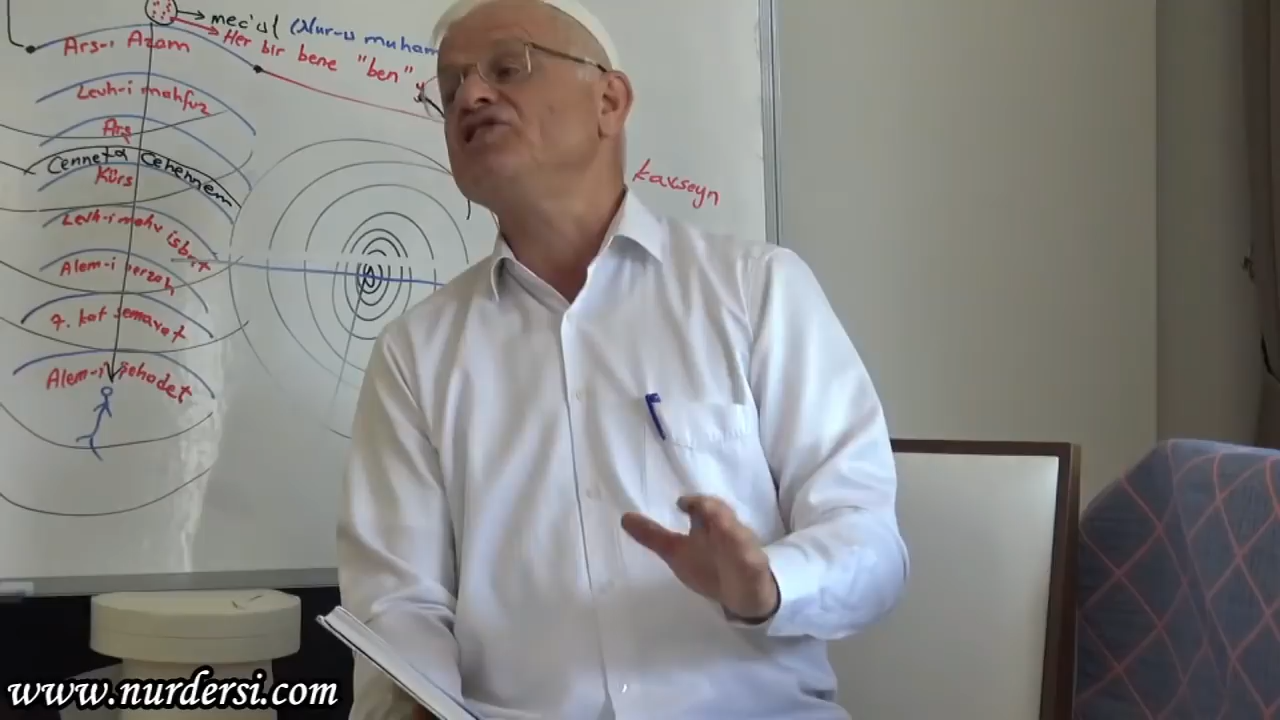 mec'ul (Nur-u muham
Her bir bene "ben"
Arş-ı Azam
Levh-i mahfuz
Arş
Cennet Cehennem
Kürs
kavseyn
Levh-i mahv isbat
Alem-i berzah
7. kat semavat
Alem-i şehadet
www.nurdersi.com